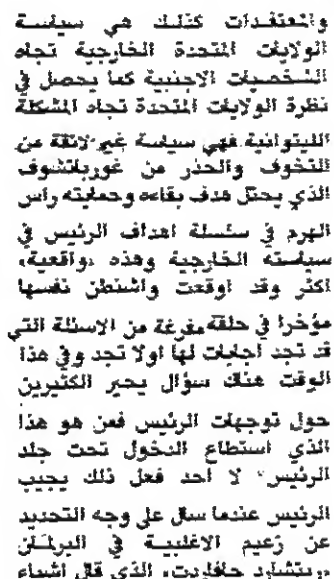 والمعتقدات كذلك هي سياسة
الولايات المتحدة الخارجية تجاه
الشخصيات الاجنبية كما يحصل في
نظرة الولايات المتحدة تجاه المشكلة
الليتوانية فهي سياسة غير لائقة عن
التخوف والحذر من غورباتشوف
الذي يحتل هدف بقاءه وحمايته راس
الهرم في سلسلة اهداف الرئيس في
سياسته الخارجية وهذه «واقعية»
اكثر وقد اوقعت واشنطن نفسها
مؤخرا في حلقة مفرغة من الاسئلة التي
قد تجد اجابات لها اولا تجد وفي هذا
الوقت هناك سؤال يحير الكثيرين
حول توجهات الرئيس فمن هو هذا
الذي استطاع الدخول تحت جلد
الرئيس؟ لا احد فعل ذلك يجيب
الرئيس عندما سئل على وجه التحديد
عن زعيم الاغلبية في البرلمان
الذي قال اشياء